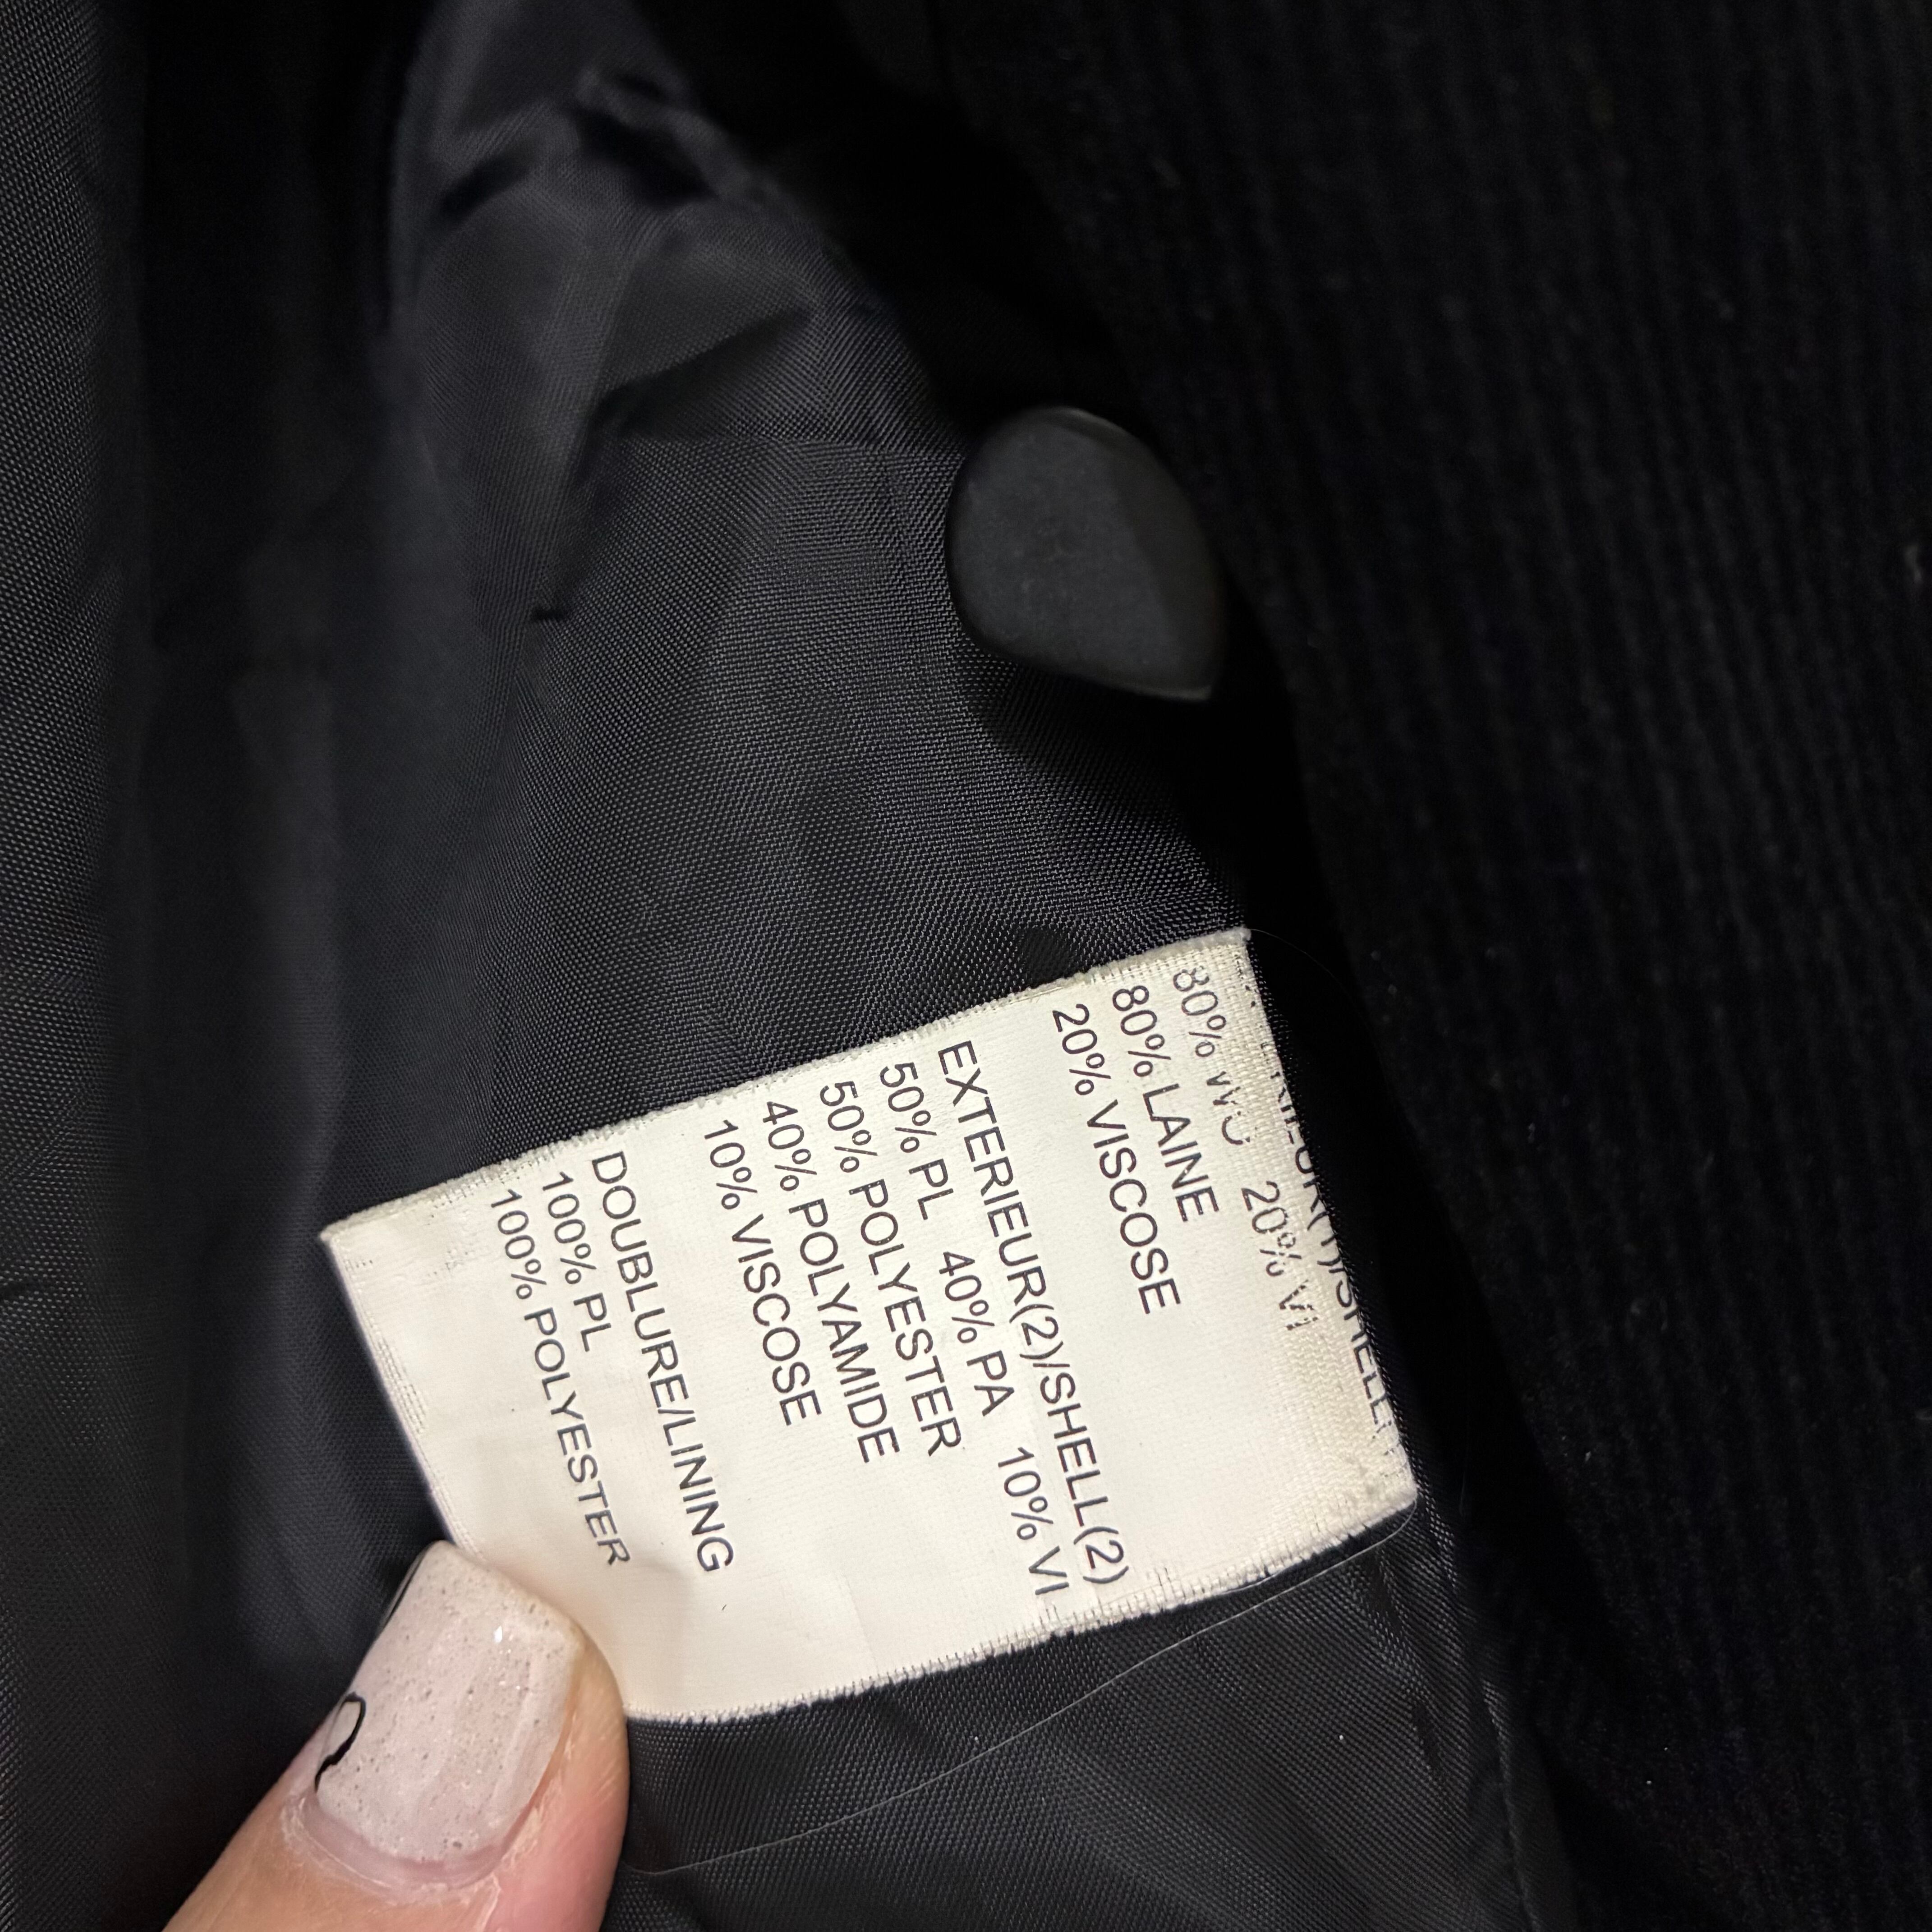 80% WO 20% VI
80% LAINE
20% VISCOSE
EXTERIEUR(2)/SHELL(2)
50% PL 40% PA 10% VI
50% POLYESTER
40% POLYAMIDE
10% VISCOSE
DOUBLURE/LINING
100% PL
100% POLYESTER